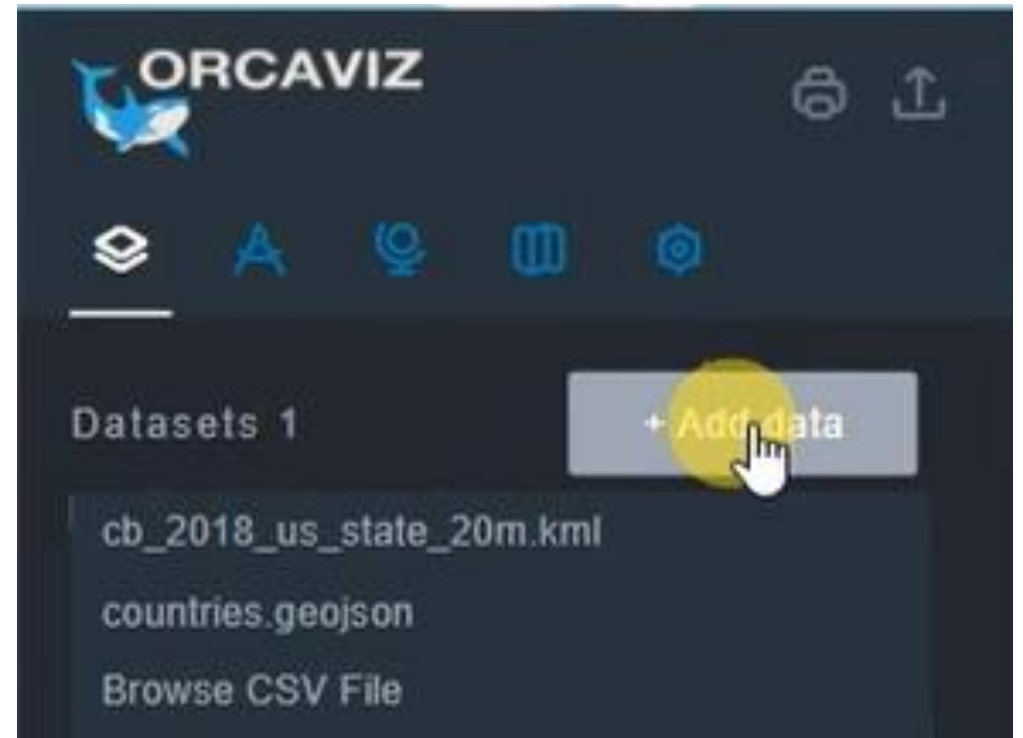 ORCAVIZ
Datasets 1
+ Add data
cb_2018_us_state_20m.kml
countries.geojson
Browse CSV File